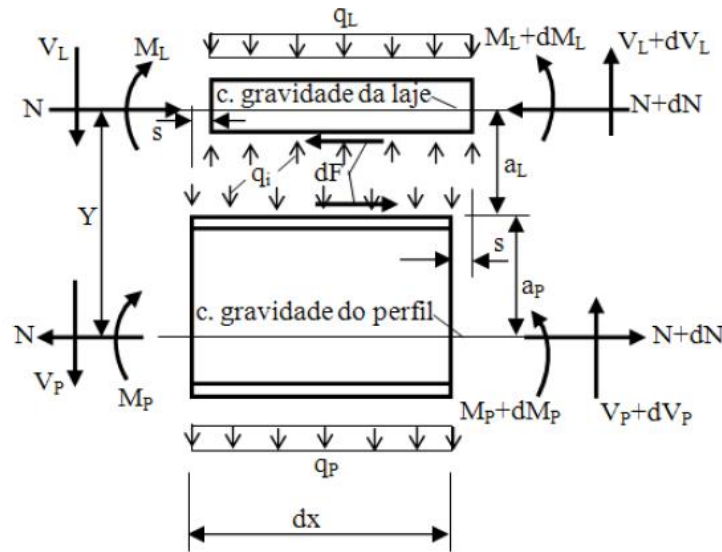 q_L
V_L
M_L
M_L+dM_L
V_L+dV_L
N
c. gravidade da laje
N+dN
s
q_i
dF
a_L
Y
s
a_P
c. gravidade do perfil
N
N+dN
V_P
M_P
M_P+dM_P
V_P+dV_P
q_P
dx